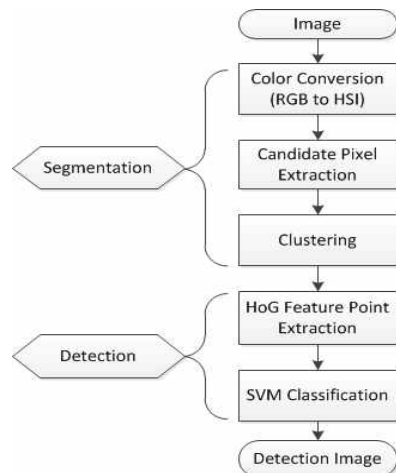 Image
Color Conversion
(RGB to HSI)
Segmentation
Candidate Pixel
Extraction
Clustering
HoG Feature Point
Extraction
Detection
SVM Classification
Detection Image